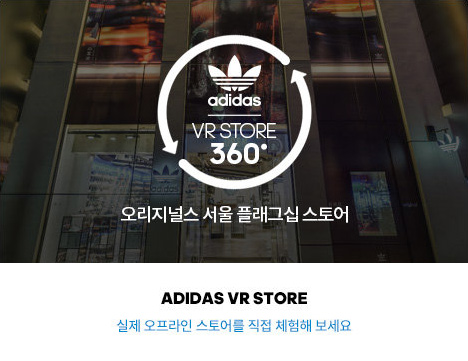 adidas
VR STORE
360°
오리지널스 서울 플래그십 스토어
ADIDAS VR STORE
실제 오프라인 스토어를 직접 체험해 보세요